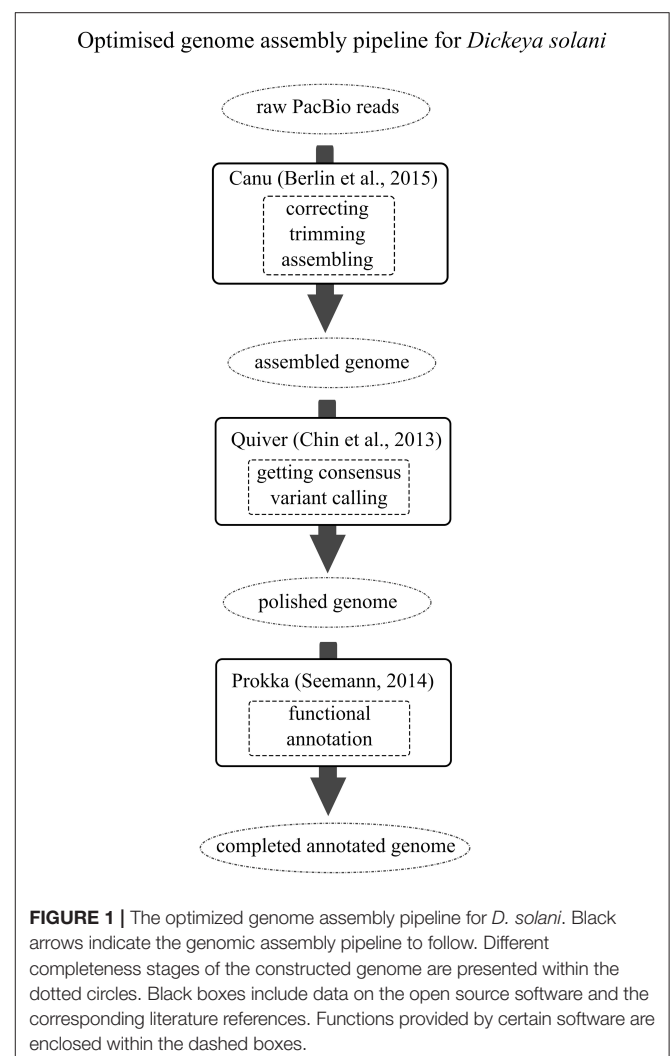 Optimised genome assembly pipeline for Dickeya solani
raw PacBio reads
Canu (Berlin et al., 2015)
correcting
trimming
assembling
assembled genome
Quiver (Chin et al., 2013)
getting consensus
variant calling
polished genome
Prokka (Seemann, 2014)
functional
annotation
completed annotated genome
FIGURE 1 | The optimized genome assembly pipeline for D. solani. Black
arrows indicate the genomic assembly pipeline to follow. Different
completeness stages of the constructed genome are presented within the
dotted circles. Black boxes include data on the open source software and the
corresponding literature references. Functions provided by certain software are
enclosed within the dashed boxes.